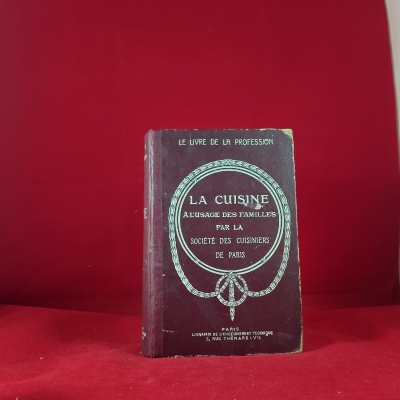 LE LIVRE DE LA PROFESSION
LA CUISINE
A L'USAGE DES FAMILLES
PAR LA
SOCIÉTÉ DES CUISINIERS
DE PARIS
PARIS
LIBRAIRIE DE L'ENSEIGNEMENT TECHNIQUE
3, RUE THÉNARD (Vᵉ)